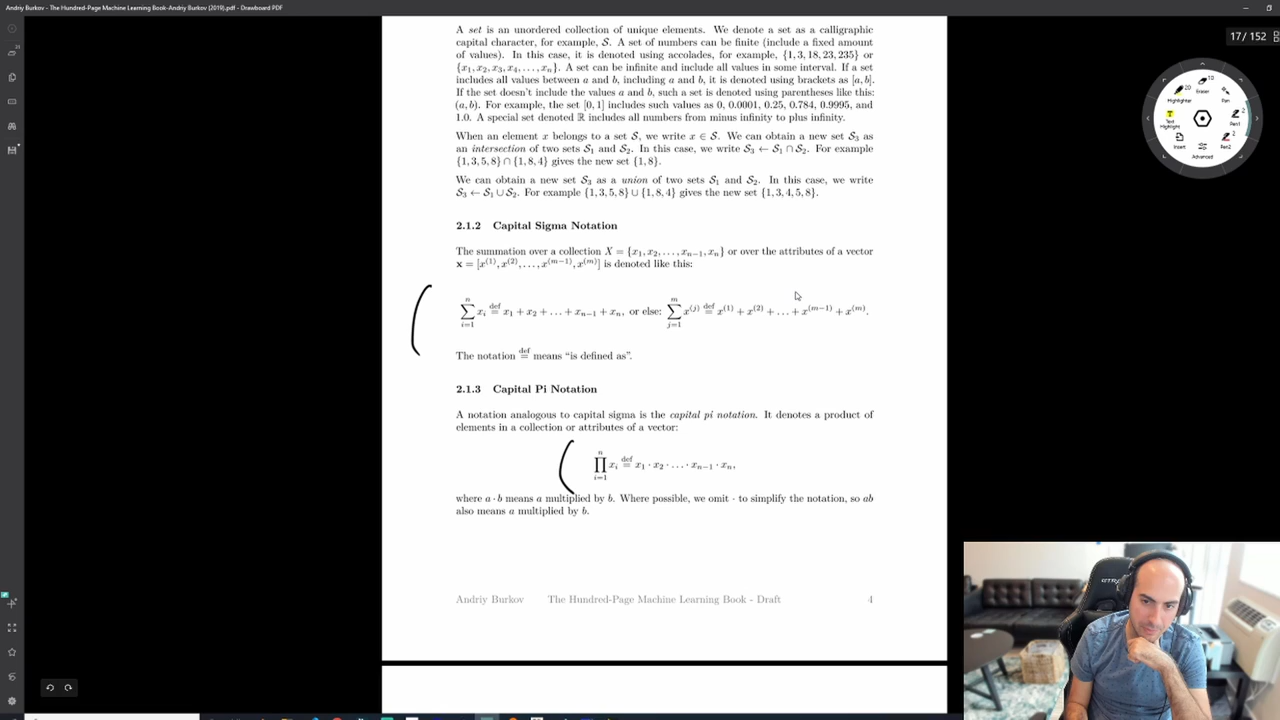 Andriy Burkov - The Hundred-Page Machine Learning Book-Andriy Burkov (2019).pdf - Drawboard PDF
17 / 152
A set is an unordered collection of unique elements. We denote a set as a calligraphic
capital character, for example, 𝒮. A set of numbers can be finite (include a fixed amount
of values). In this case, it is denoted using accolades, for example, {1, 3, 18, 23, 235} or
{x₁, x₂, x₃, x₄, . . . , xₙ}. A set can be infinite and include all values in some interval. If a set
includes all values between a and b, including a and b, it is denoted using brackets as [a, b].
If the set doesn't include the values a and b, such a set is denoted using parentheses like this:
(a, b). For example, the set [0, 1] includes such values as 0, 0.0001, 0.25, 0.784, 0.9995, and
1.0. A special set denoted ℝ includes all numbers from minus infinity to plus infinity.
When an element x belongs to a set 𝒮, we write x ∈ 𝒮. We can obtain a new set 𝒮₃ as
an intersection of two sets 𝒮₁ and 𝒮₂. In this case, we write 𝒮₃ ← 𝒮₁ ∩ 𝒮₂. For example
{1, 3, 5, 8} ∩ {1, 8, 4} gives the new set {1, 8}.
We can obtain a new set 𝒮₃ as a union of two sets 𝒮₁ and 𝒮₂. In this case, we write
𝒮₃ ← 𝒮₁ ∪ 𝒮₂. For example {1, 3, 5, 8} ∪ {1, 8, 4} gives the new set {1, 3, 4, 5, 8}.
2.1.2 Capital Sigma Notation
The summation over a collection X = {x₁, x₂, . . . , xₙ₋₁, xₙ} or over the attributes of a vector
𝐱 = [x⁽¹⁾, x⁽²⁾, . . . , x⁽ᵐ⁻¹⁾, x⁽ᵐ⁾] is denoted like this:
∑ⁿᵢ₌₁ xᵢ ≝ x₁ + x₂ + . . . + xₙ₋₁ + xₙ, or else: ∑ᵐⱼ₌₁ x⁽ʲ⁾ ≝ x⁽¹⁾ + x⁽²⁾ + . . . + x⁽ᵐ⁻¹⁾ + x⁽ᵐ⁾.
The notation ≝ means “is defined as”.
2.1.3 Capital Pi Notation
A notation analogous to capital sigma is the capital pi notation. It denotes a product of
elements in a collection or attributes of a vector:
∏ⁿᵢ₌₁ xᵢ ≝ x₁ · x₂ · . . . · xₙ₋₁ · xₙ,
where a · b means a multiplied by b. Where possible, we omit · to simplify the notation, so ab
also means a multiplied by b.
Andriy Burkov The Hundred-Page Machine Learning Book - Draft 4
Highlighter
Eraser
Pen
Text Highlight
Pen1
Insert
Pen2
Advanced